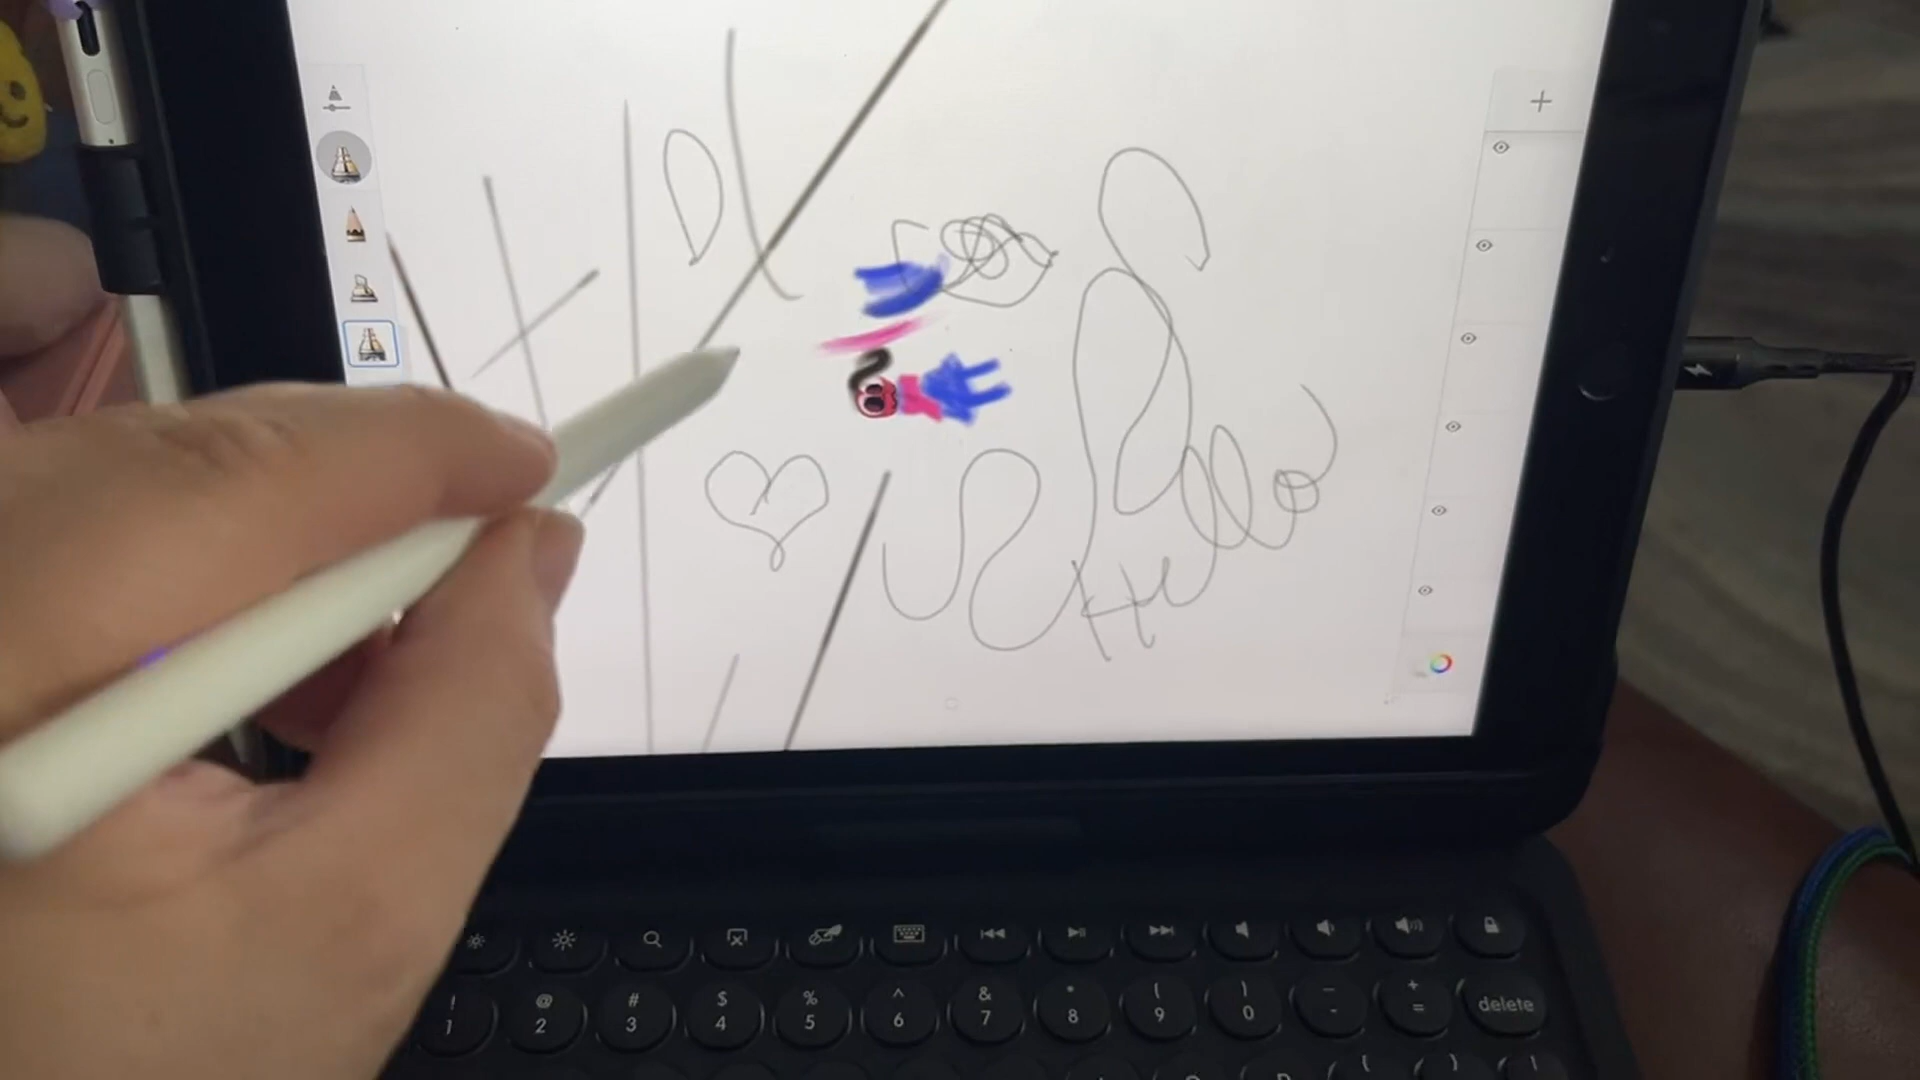 Hello
! @ # $ % ^ & * ( ) _ +
1 2 3 4 5 6 7 8 9 0 - = delete